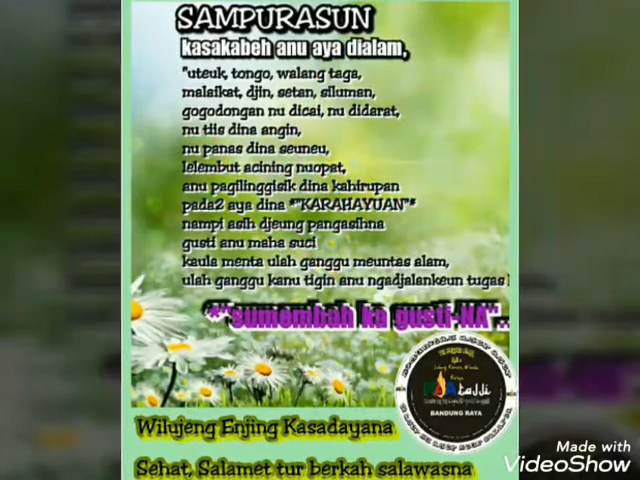 SAMPURASUN
kasakabeh anu aya dialam,
"uteuk, tongo, walang taga,
malaikat, djin, setan, siluman,
gogodongan nu dicai, nu didarat,
nu tiis dina angin,
nu panas dina seuneu,
lelembut acining nuopat,
anu pagilinggisik dina kahirupan
pada2 aya dina *"KARAHAYUAN"*
nampi asih djeung pangasihna
gusti anu maha suci
kaula menta ulah ganggu meuntas alam,
ulah ganggu kanu tigin anu ngadjalankeun tugas
*"sumembah ka gusti-NA"..
BANDUNG RAYA
Wilujeng Enjing Kasadayana
Sehat, Salamet tur berkah salawasna
Made with
VideoShow